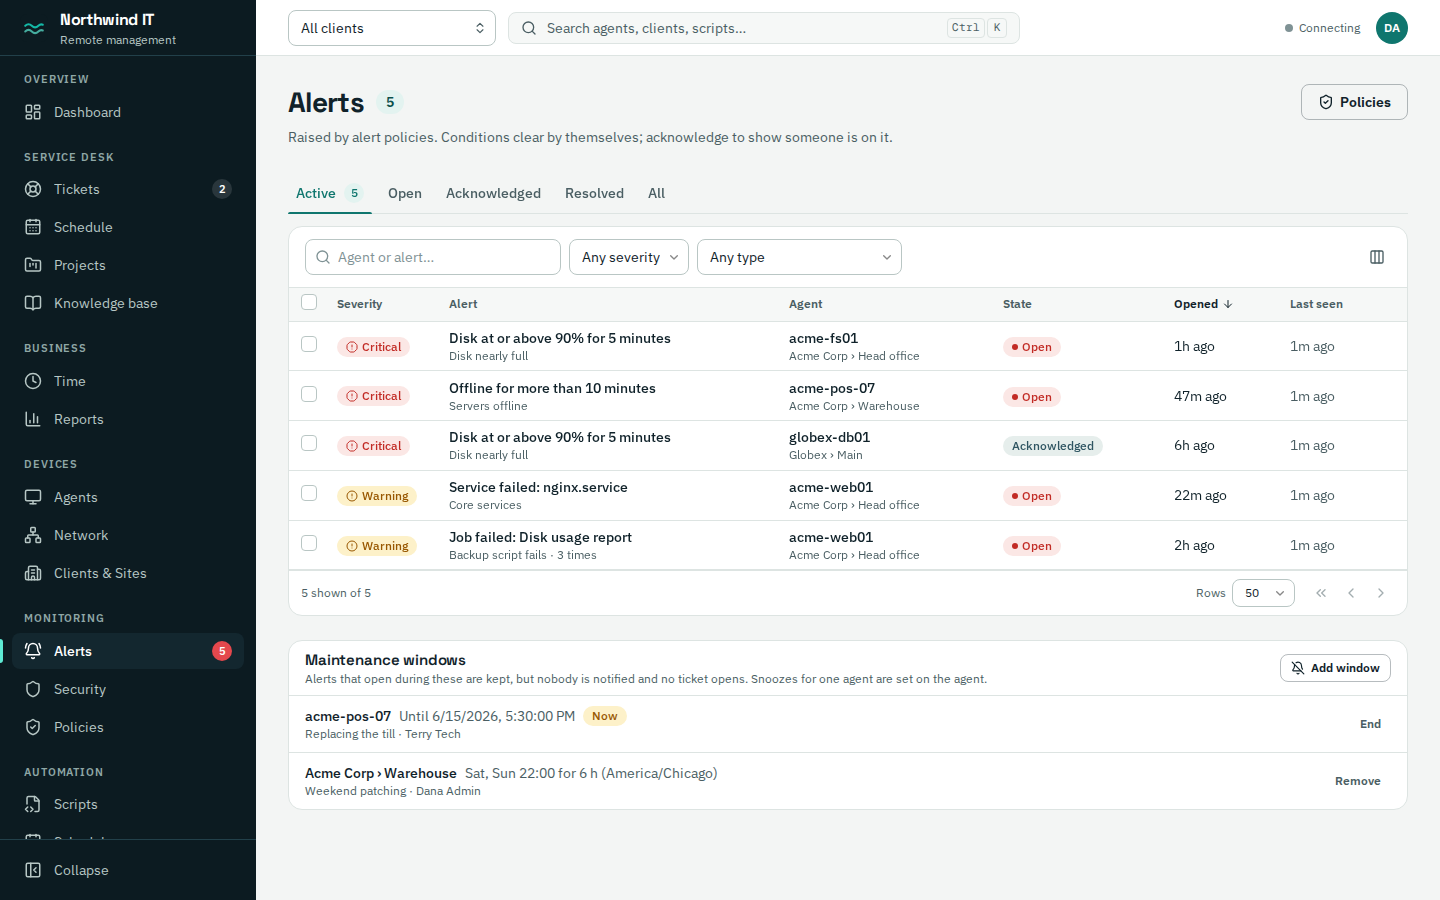 Northwind IT
Remote management
All clients
Search agents, clients, scripts...
Ctrl K
Connecting
DA
OVERVIEW
Dashboard
SERVICE DESK
Tickets 2
Schedule
Projects
Knowledge base
BUSINESS
Time
Reports
DEVICES
Agents
Network
Clients & Sites
MONITORING
Alerts 5
Security
Policies
AUTOMATION
Scripts
Collapse
Alerts 5
Policies
Raised by alert policies. Conditions clear by themselves; acknowledge to show someone is on it.
Active 5 Open Acknowledged Resolved All
Agent or alert... Any severity Any type
Severity Alert Agent State Opened Last seen
Critical Disk at or above 90% for 5 minutes acme-fs01 Open 1h ago 1m ago
Disk nearly full Acme Corp › Head office
Critical Offline for more than 10 minutes acme-pos-07 Open 47m ago 1m ago
Servers offline Acme Corp › Warehouse
Critical Disk at or above 90% for 5 minutes globex-db01 Acknowledged 6h ago 1m ago
Disk nearly full Globex › Main
Warning Service failed: nginx.service acme-web01 Open 22m ago 1m ago
Core services Acme Corp › Head office
Warning Job failed: Disk usage report acme-web01 Open 2h ago 1m ago
Backup script fails · 3 times Acme Corp › Head office
5 shown of 5 Rows 50
Maintenance windows
Alerts that open during these are kept, but nobody is notified and no ticket opens. Snoozes for one agent are set on the agent.
Add window
acme-pos-07 Until 6/15/2026, 5:30:00 PM Now
Replacing the till · Terry Tech
End
Acme Corp › Warehouse Sat, Sun 22:00 for 6 h (America/Chicago)
Weekend patching · Dana Admin
Remove